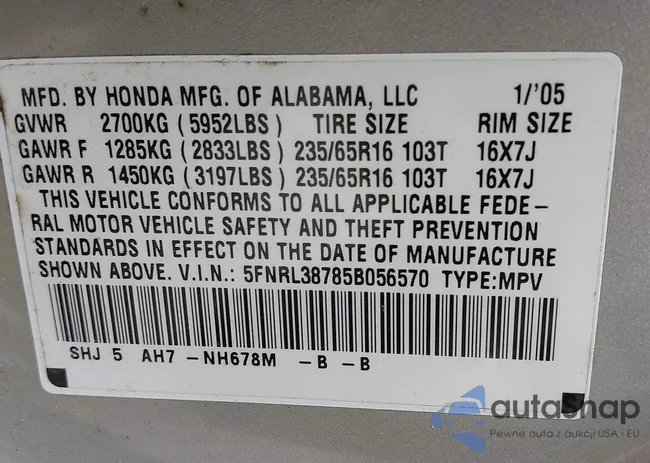 MFD. BY HONDA MFG. OF ALABAMA, LLC 1/'05
GVWR 2700KG (5952LBS) TIRE SIZE RIM SIZE
GAWR F 1285KG (2833LBS) 235/65R16 103T 16X7J
GAWR R 1450KG (3197LBS) 235/65R16 103T 16X7J
THIS VEHICLE CONFORMS TO ALL APPLICABLE FEDE-
RAL MOTOR VEHICLE SAFETY AND THEFT PREVENTION
STANDARDS IN EFFECT ON THE DATE OF MANUFACTURE
SHOWN ABOVE. V.I.N.: 5FNRL38785B056570 TYPE:MPV
SHJ 5 AH7 -NH678M -B -B
autosnap
Pewne auta z aukcji USA i EU